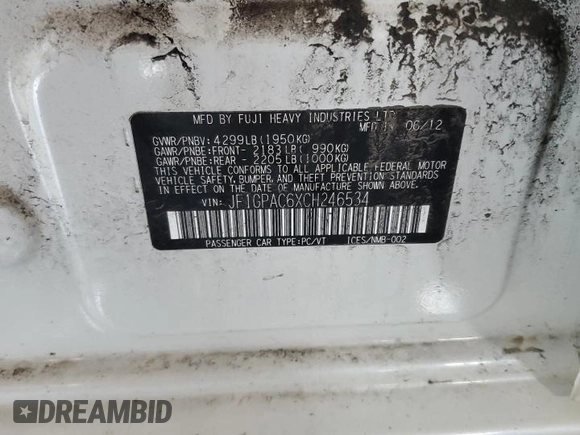 MFD BY FUJI HEAVY INDUSTRIES LTD.
06/12
GVWR/PNBV: 4299LB(1950KG)
GAWR/PNBE:FRONT- 2183LB( 990KG)
GAWR/PNBE:REAR - 2205LB(1000KG)
THIS VEHICLE CONFORMS TO ALL APPLICABLE FEDERAL MOTOR
VEHICLE SAFETY, BUMPER, AND THEFT PREVENTION STANDARDS
IN EFFECT ON THE DATE OF MANUFACTURE SHOWN ABOVE.
VIN: JF1GPAC6XCH246534
PASSENGER CAR TYPE:PC/VT ICES/NMB-002
DREAMBID